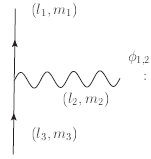 (l₁, m₁)
ϕ₁,₂
:
(l₂, m₂)
(l₃, m₃)